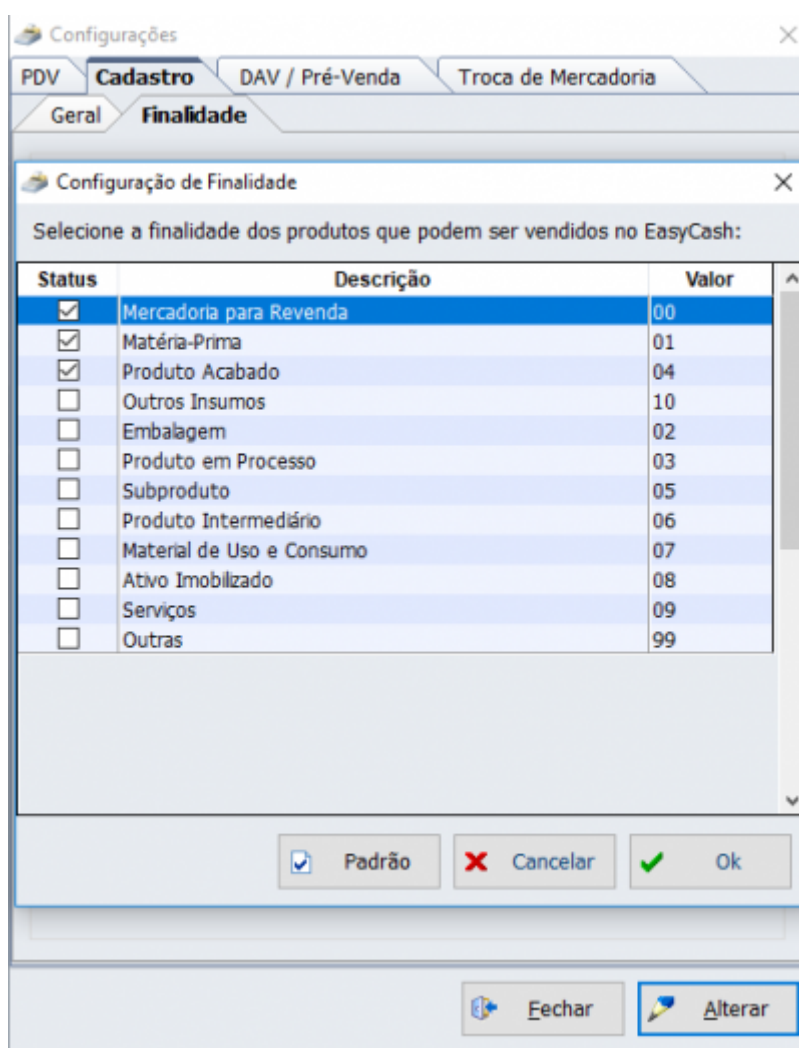 Configurações
PDV Cadastro DAV / Pré-Venda Troca de Mercadoria
Geral Finalidade
Configuração de Finalidade
Selecione a finalidade dos produtos que podem ser vendidos no EasyCash:
Status Descrição Valor
Mercadoria para Revenda 00
Matéria-Prima 01
Produto Acabado 04
Outros Insumos 10
Embalagem 02
Produto em Processo 03
Subproduto 05
Produto Intermediário 06
Material de Uso e Consumo 07
Ativo Imobilizado 08
Serviços 09
Outras 99
Padrão Cancelar Ok
Fechar Alterar